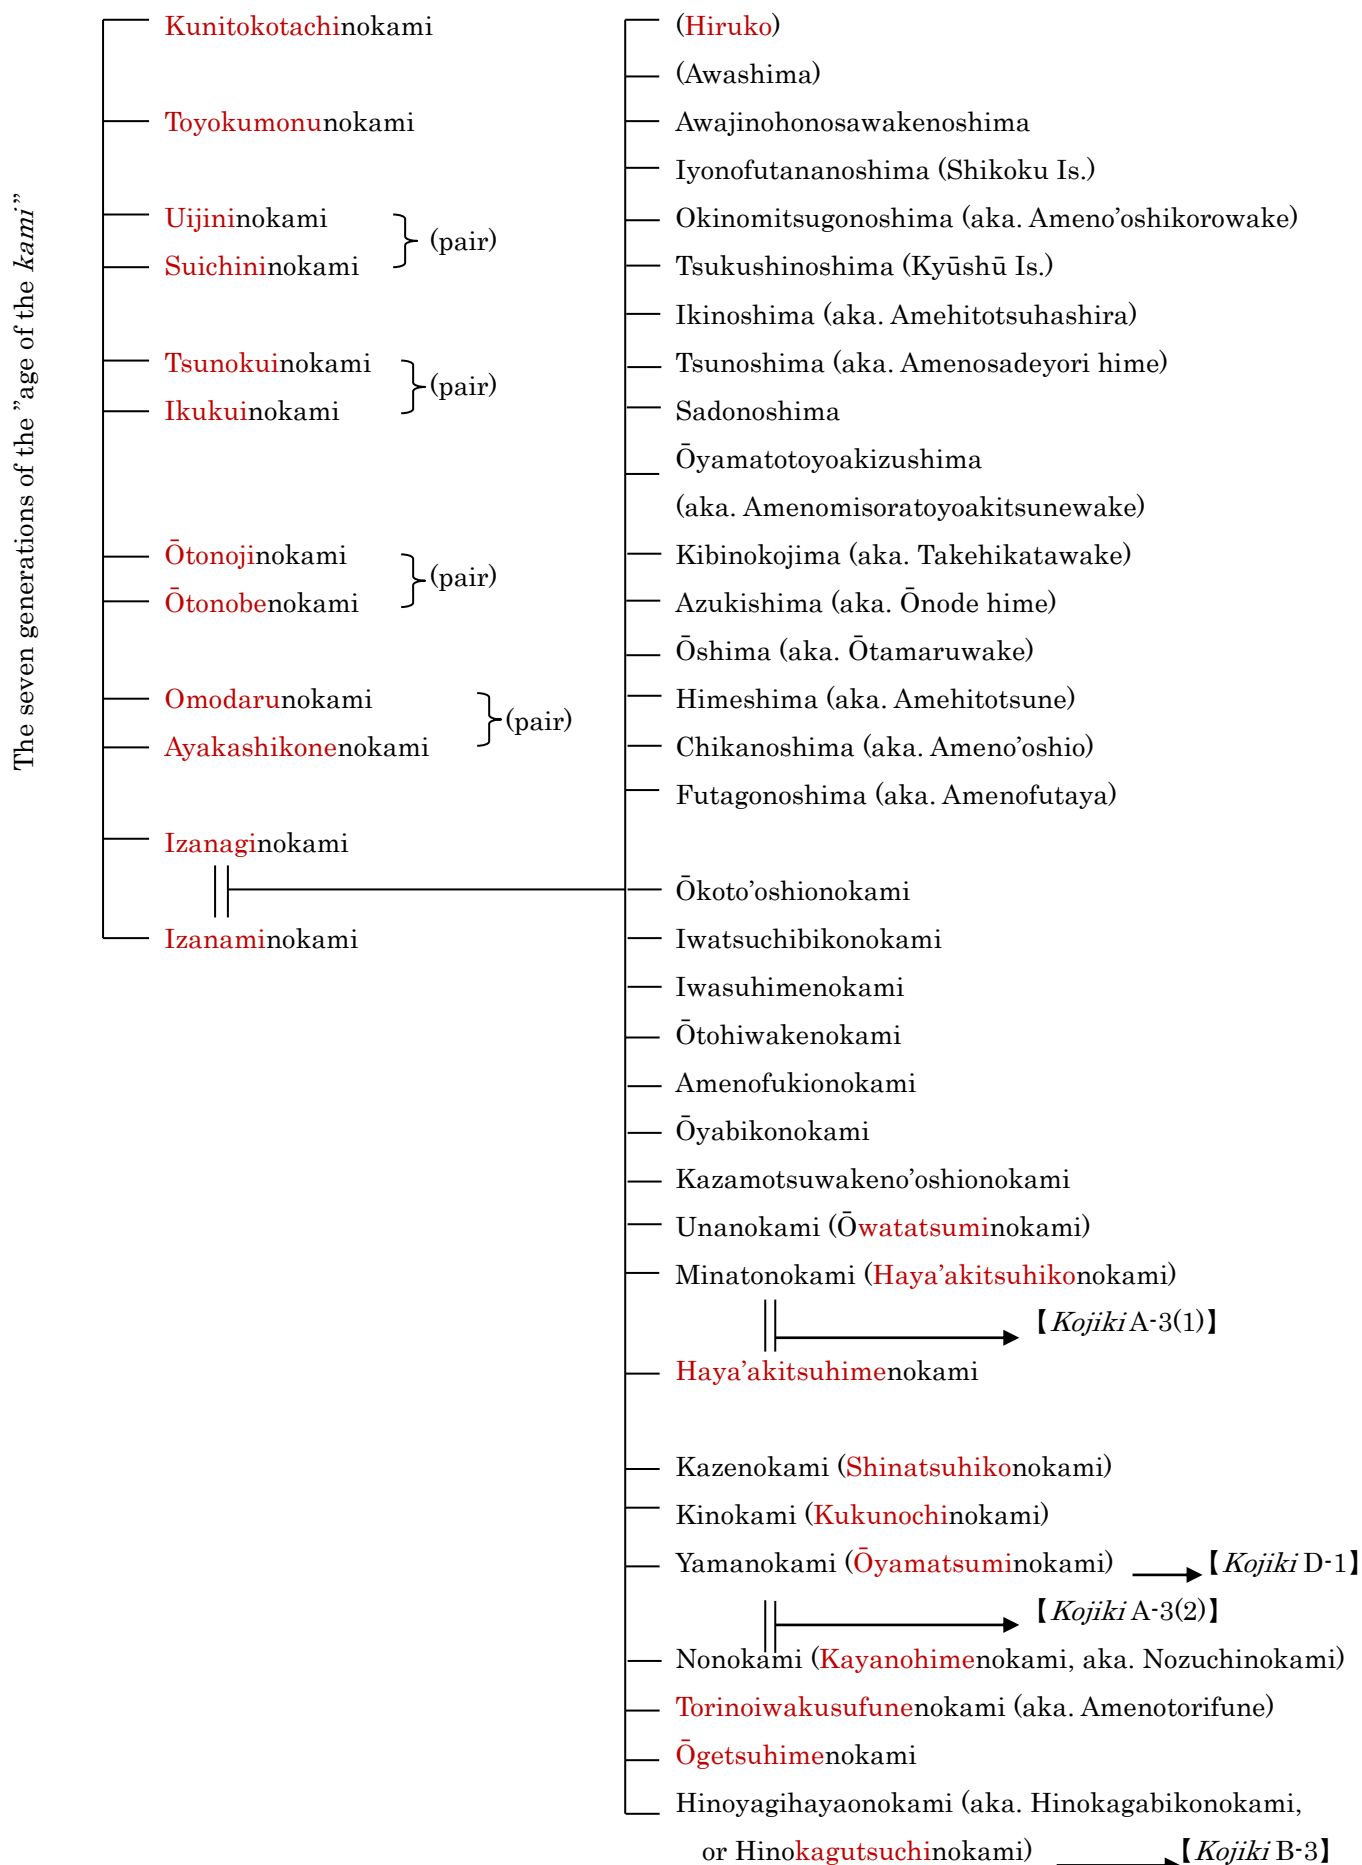 The seven generations of the ”age of the kami”
Kunitokotachinokami
Toyokumonunokami
Uijininokami
Suichininokami
(pair)
Tsunokuinokami
Ikukuinokami
(pair)
Ōtonojinokami
Ōtonobenokami
(pair)
Omodarunokami
Ayakashikonenokami
(pair)
Izanaginokami
Izanaminokami
(Hiruko)
(Awashima)
Awajinohonosawakenoshima
Iyonofutananoshima (Shikoku Is.)
Okinomitsugonoshima (aka. Ameno’oshikorowake)
Tsukushinoshima (Kyūshū Is.)
Ikinoshima (aka. Amehitotsuhashira)
Tsunoshima (aka. Amenosadeyori hime)
Sadonoshima
Ōyamatotoyoakizushima
(aka. Amenomisoratoyoakitsunewake)
Kibinokojima (aka. Takehikatawake)
Azukishima (aka. Ōnode hime)
Ōshima (aka. Ōtamaruwake)
Himeshima (aka. Amehitotsune)
Chikanoshima (aka. Ameno’oshio)
Futagonoshima (aka. Amenofutaya)
Ōkoto’oshionokami
Iwatsuchibikonokami
Iwasuhimenokami
Ōtohiwakenokami
Amenofukionokami
Ōyabikonokami
Kazamotsuwakeno’oshionokami
Unanokami (Ōwatatsuminokami)
Minatonokami (Haya’akitsuhikonokami)
【Kojiki A-3(1)】
Haya’akitsuhimenokami
Kazenokami (Shinatsuhikonokami)
Kinokami (Kukunochinokami)
Yamanokami (Ōyamatsuminokami) 【Kojiki D-1】
【Kojiki A-3(2)】
Nonokami (Kayanohimenokami, aka. Nozuchinokami)
Torinoiwakusufunenokami (aka. Amenotorifune)
Ōgetsuhimenokami
Hinoyagihayaonokami (aka. Hinokagabikonokami,
or Hinokagutsuchinokami) 【Kojiki B-3】